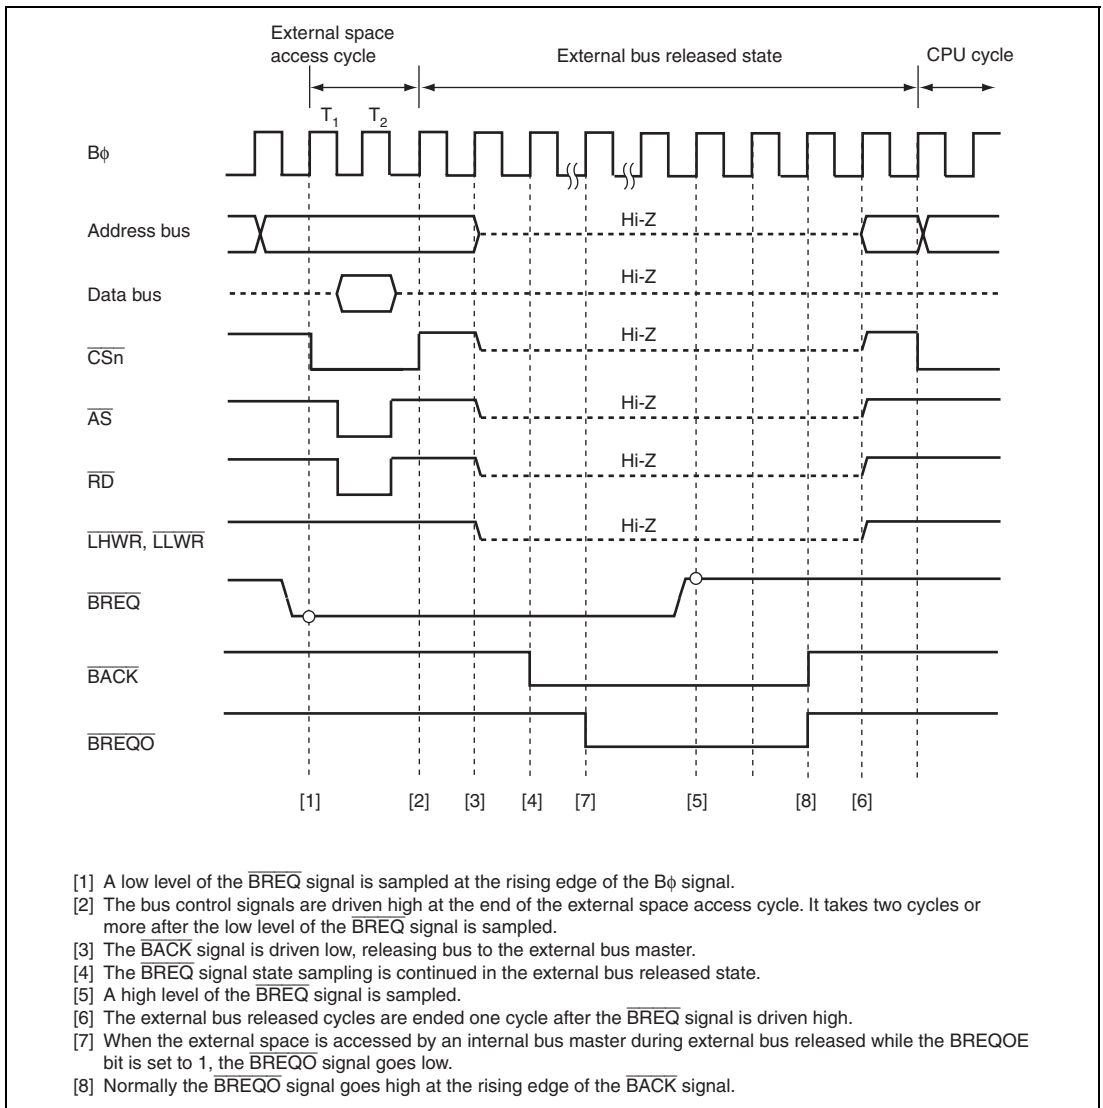 External space
access cycle
External bus released state
CPU cycle
T1 T2
Bφ
Address bus
Hi-Z
Data bus
Hi-Z
CSn
Hi-Z
AS
Hi-Z
RD
Hi-Z
LHWR, LLWR
Hi-Z
BREQ
BACK
BREQO
[1] [2] [3] [4] [7] [5] [8] [6]
[1] A low level of the BREQ signal is sampled at the rising edge of the Bφ signal.
[2] The bus control signals are driven high at the end of the external space access cycle. It takes two cycles or
more after the low level of the BREQ signal is sampled.
[3] The BACK signal is driven low, releasing bus to the external bus master.
[4] The BREQ signal state sampling is continued in the external bus released state.
[5] A high level of the BREQ signal is sampled.
[6] The external bus released cycles are ended one cycle after the BREQ signal is driven high.
[7] When the external space is accessed by an internal bus master during external bus released while the BREQOE
bit is set to 1, the BREQO signal goes low.
[8] Normally the BREQO signal goes high at the rising edge of the BACK signal.